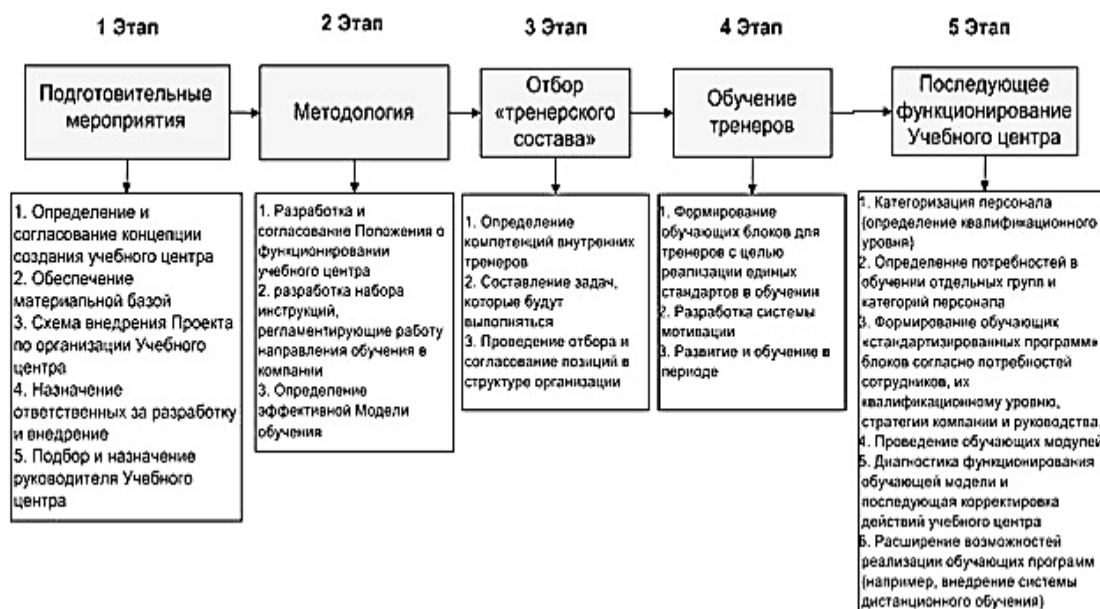 1 Этап
2 Этап
3 Этап
4 Этап
5 Этап
Подготовительные
мероприятия
Методология
Отбор
«тренерского
состава»
Обучение
тренеров
Последующее
функционирование
Учебного центра
1. Определение и
согласование концепции
создания учебного центра
2. Обеспечение
материальной базой
3. Схема внедрения Проекта
по организации Учебного
центра
4. Назначение
ответственных за разработку
и внедрение
5. Подбор и назначение
руководителя Учебного
центра
1. Разработка и
согласование Положения о
функционировании
учебного центра
2. разработка набора
инструкций,
регламентирующие работу
направления обучения в
компании
3. Определение
эффективной Модели
обучения
1. Определение
компетенций внутренних
тренеров
2. Составление задач,
которые будут
выполняться
3. Проведение отбора и
согласование позиций в
структуре организации
1. Формирование
обучающих блоков для
тренеров с целью
реализации единых
стандартов в обучении
2. Разработка системы
мотивации
3. Развитие и обучение в
периоде
1. Категоризация персонала
(определение квалификационного
уровня)
2. Определение потребностей в
обучении отдельных групп и
категорий персонала
3. Формирование обучающих
«стандартизированных программ»
блоков согласно потребностей
сотрудников, их
квалификационному уровню,
стратегии компании и руководства.
4. Проведение обучающих модулей
5. Диагностика функционирования
обучающей модели и
последующая корректировка
действий учебного центра
6. Расширение возможностей
реализации обучающих программ
(например, внедрение системы
дистанционного обучения)